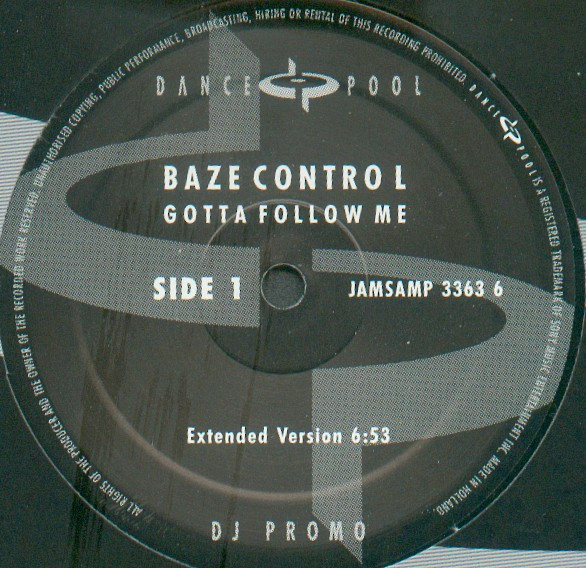 ALL RIGHTS OF THE PRODUCER AND THE OWNER OF THE RECORDED WORK RESERVED. UNAUTHORISED COPYING, PUBLIC PERFORMANCE, BROADCASTING, HIRING OR RENTAL OF THIS RECORDING PROHIBITED. DANCE POOL IS A REGISTERED TRADEMARK OF SONY MUSIC ENTERTAINMENT INC. MADE IN HOLLAND.
DANCE POOL
BAZE CONTROL
GOTTA FOLLOW ME
SIDE 1 JAMSAMP 3363 6
Extended Version 6:53
DJ PROMO